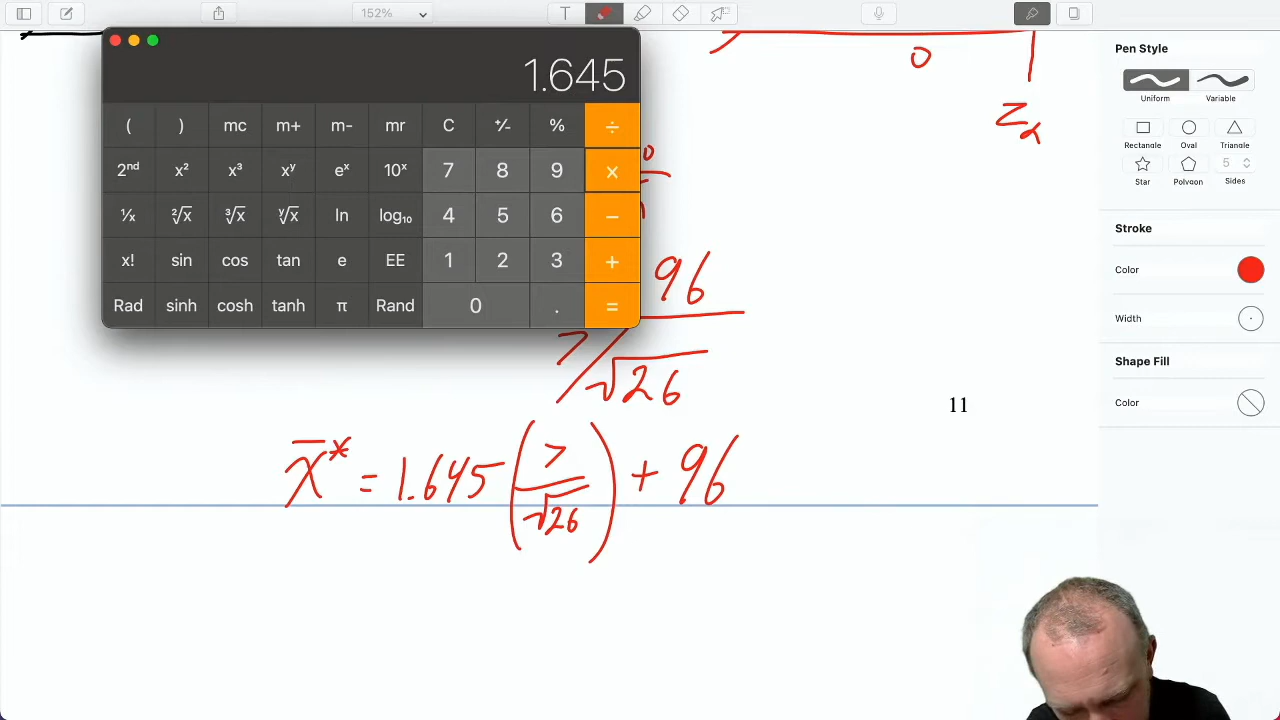 152%
T
1.645
0
Zα
( ) mc m+ m- mr C +/- % ÷
2nd x² x³ xʸ eˣ 10ˣ 7 8 9 ×
1/x ²√x ³√x ʸ√x ln log₁₀ 4 5 6 −
x! sin cos tan e EE 1 2 3 +
Rad sinh cosh tanh π Rand 0 . =
96
7/√26
11
x̄* = 1.645 (7/√26) + 96
Pen Style
Uniform Variable
Rectangle Oval Triangle
5
Star Polygon Sides
Stroke
Color
Width
Shape Fill
Color